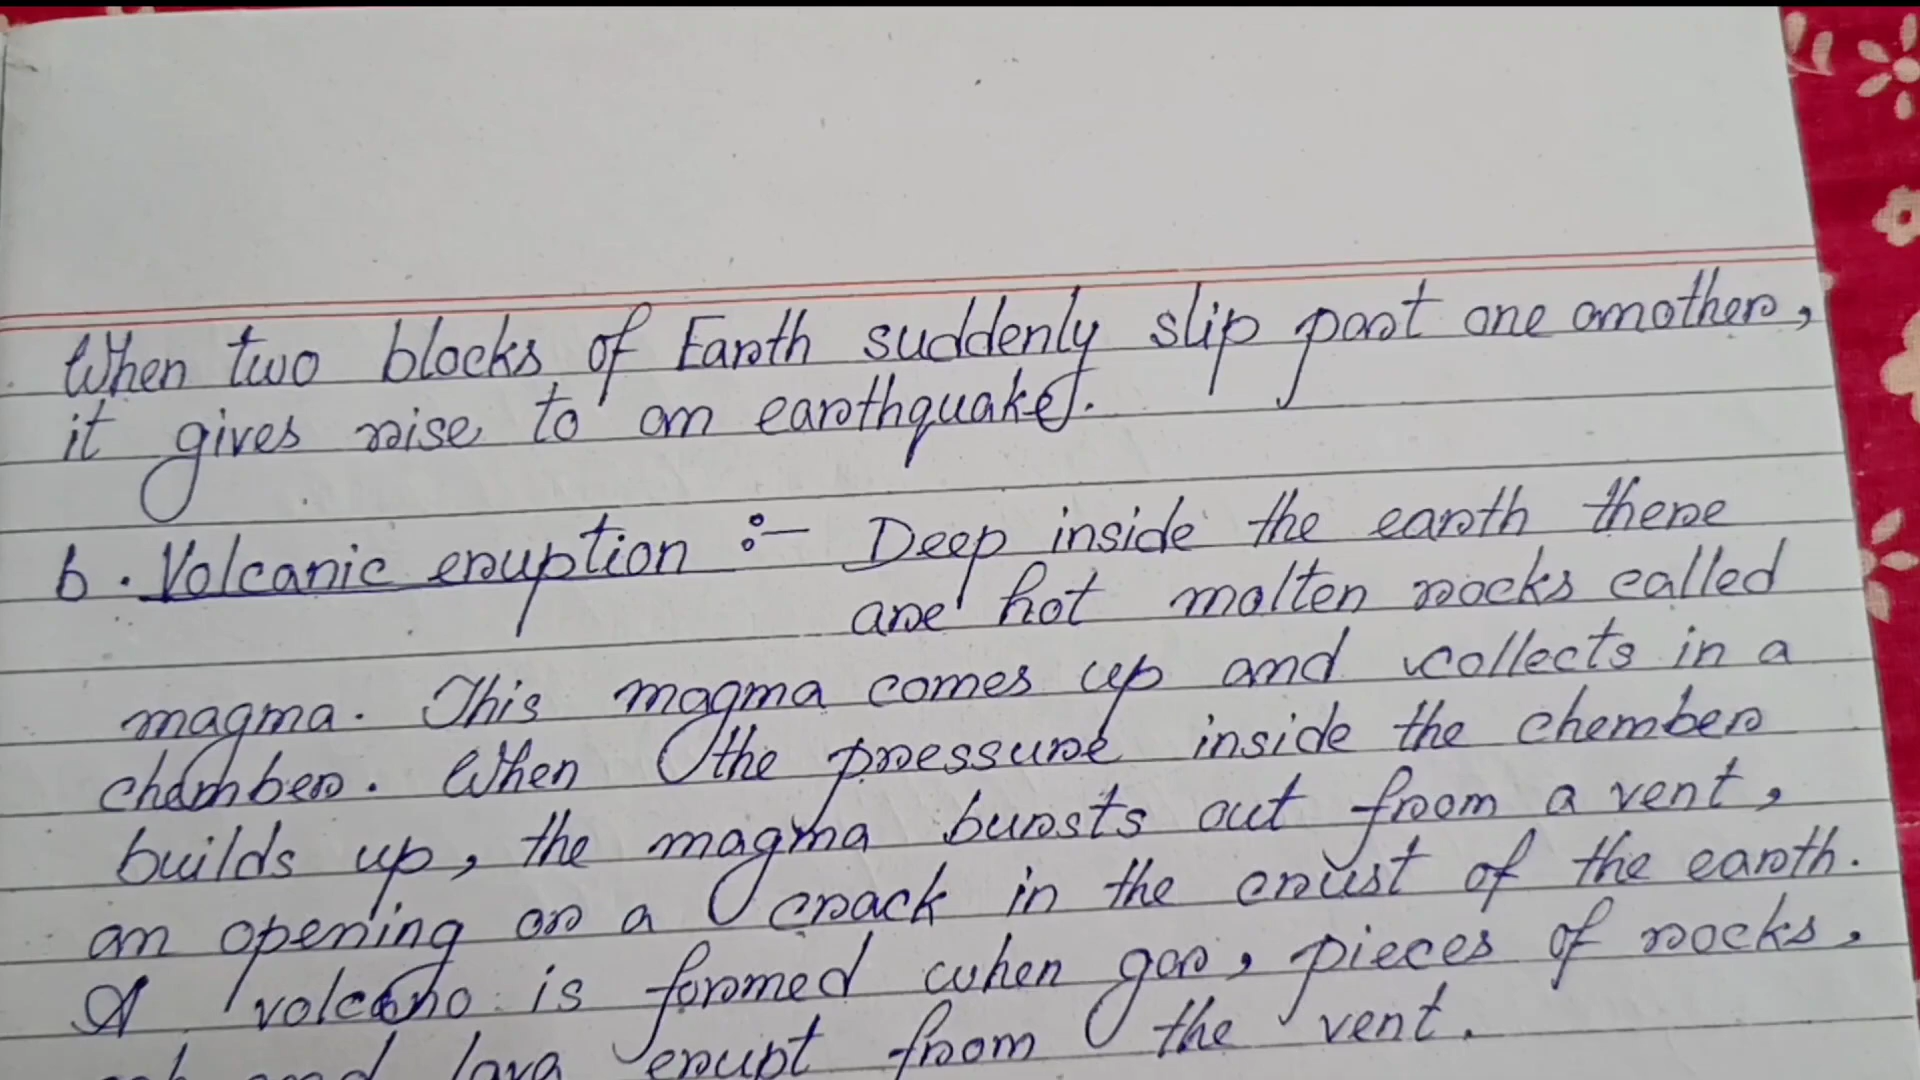 When two blocks of Earth suddenly slip past one another,
it gives rise to an earthquake.
b. Volcanic eruption :- Deep inside the earth there
are hot molten rocks called
magma. This magma comes up and collects in a
chamber. When the pressure inside the chember
builds up, the magma bursts out from a vent,
an opening or a crack in the crust of the earth.
A volcano is formed when gas, pieces of rocks,
ash and lava erupt from the vent.